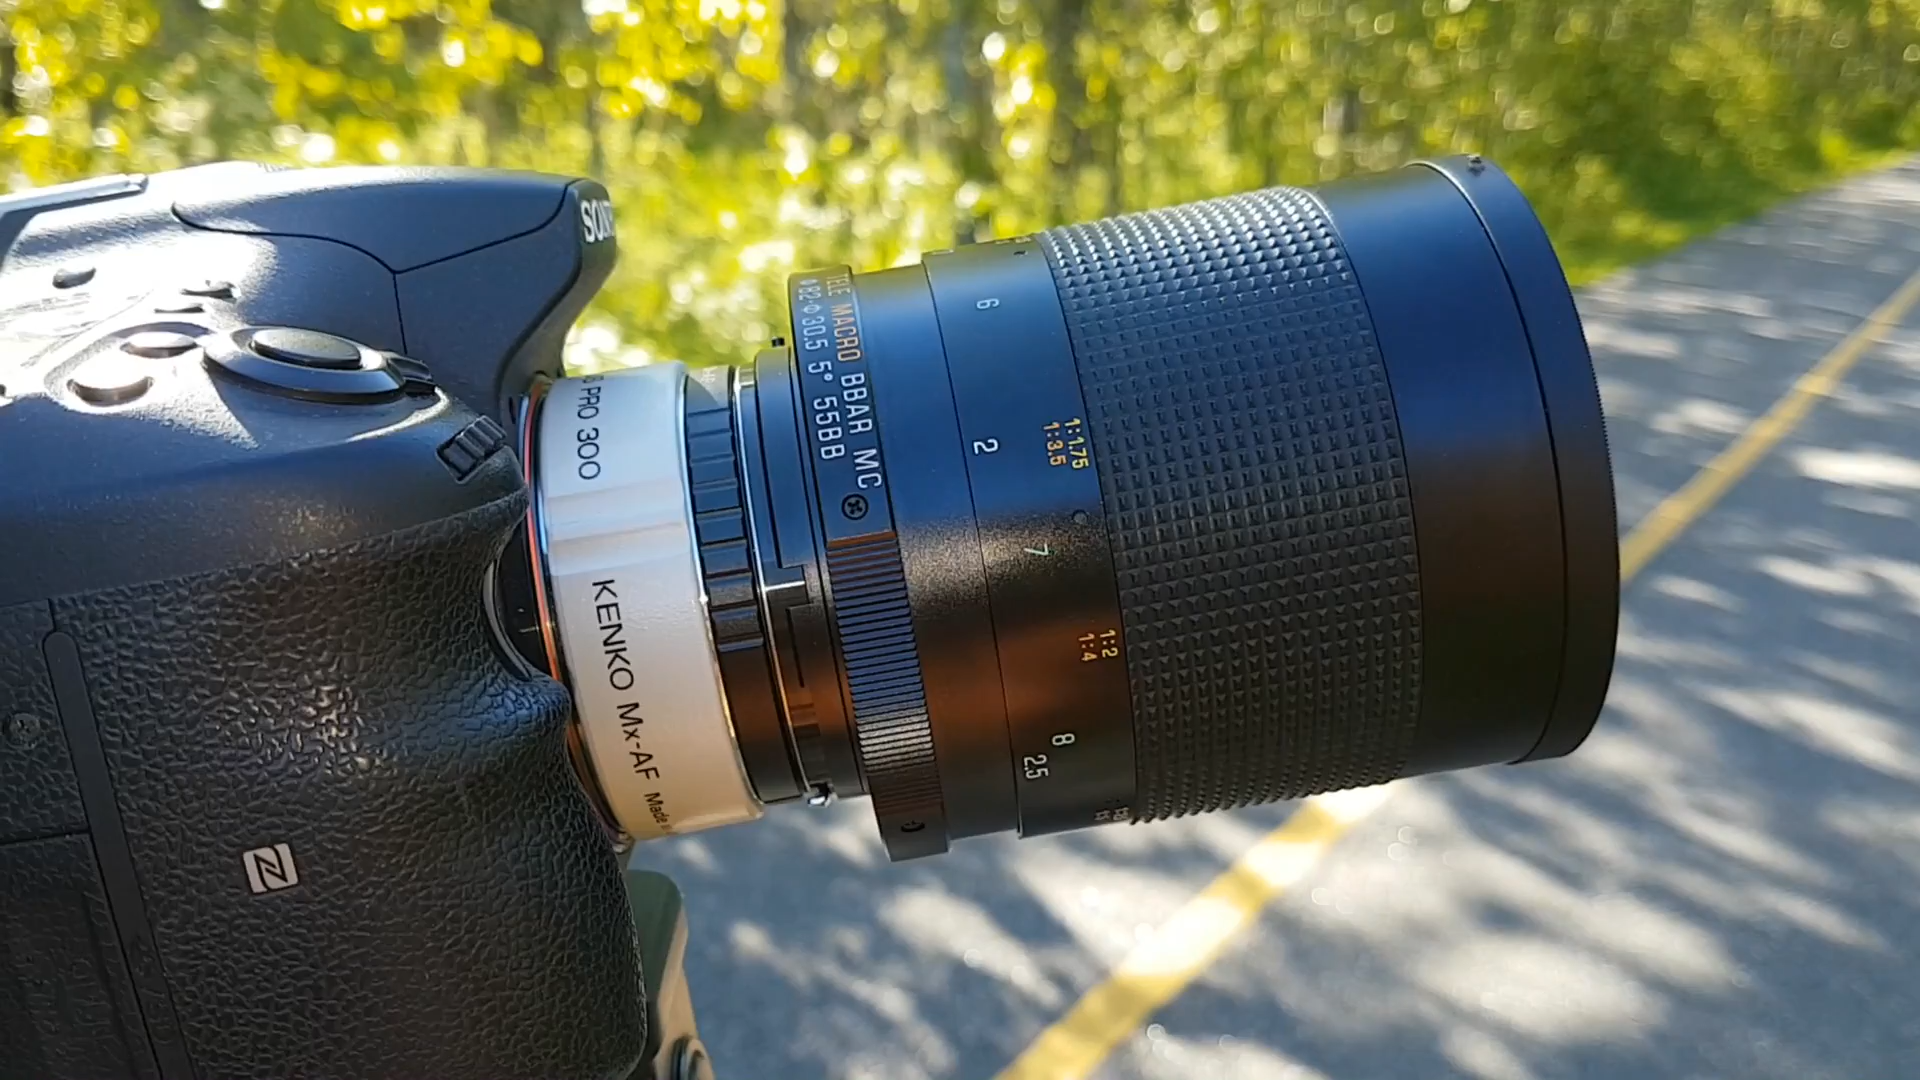 SONY
PRO 300
KENKO Mx-AF Made
TELE MACRO BBAR MC
φ82·φ30.5 5° 55BB
6
2
1:1.75
1:3.5
7
1:2
1:4
8
2.5